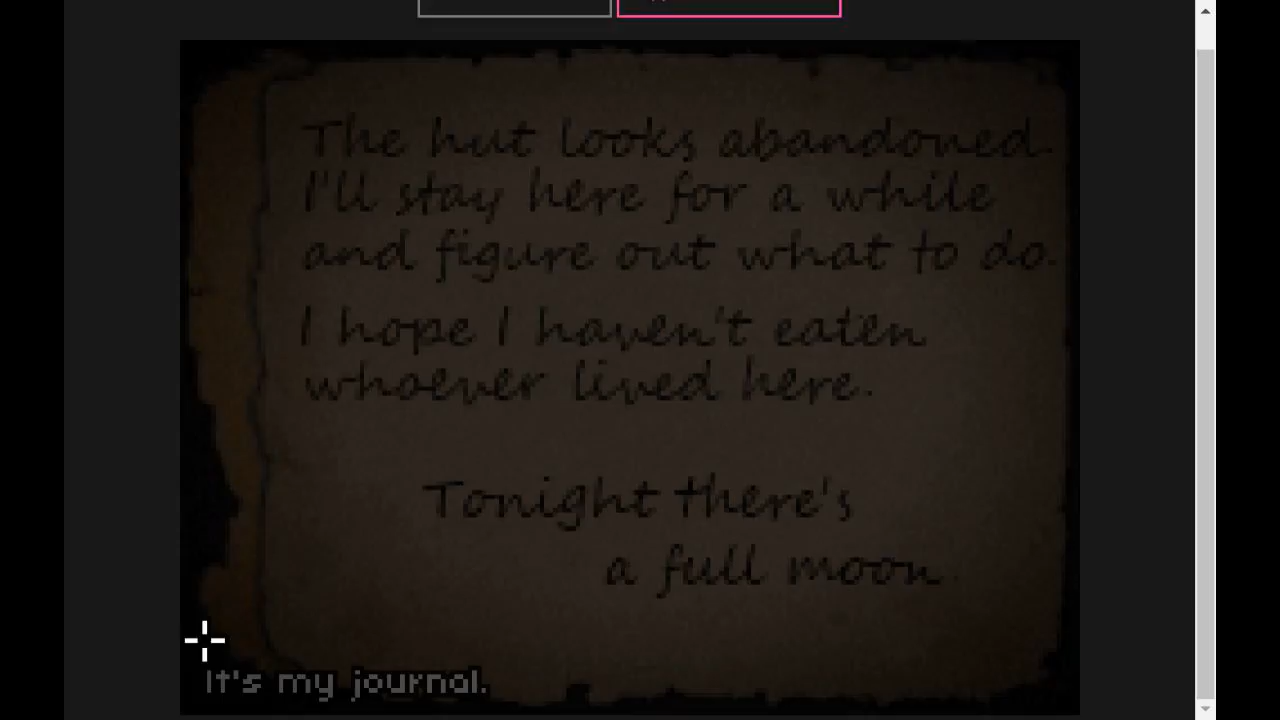 The hut looks abandoned.
I'll stay here for a while
and figure out what to do.
I hope I haven't eaten
whoever lived here.
Tonight there's
a full moon
It's my journal.